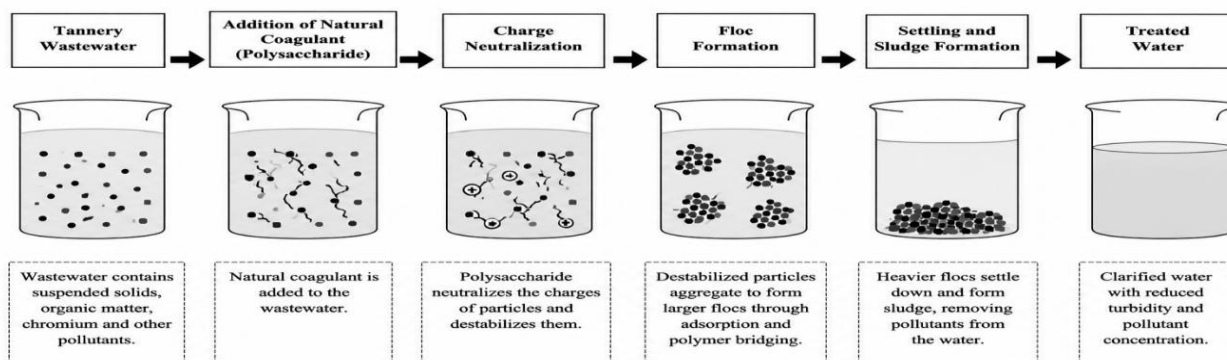 Tannery
Wastewater
Addition of Natural
Coagulant
(Polysaccharide)
Charge
Neutralization
Floc
Formation
Settling and
Sludge Formation
Treated
Water
Wastewater contains
suspended solids,
organic matter,
chromium and other
pollutants.
Natural coagulant is
added to the
wastewater.
Polysaccharide
neutralizes the charges
of particles and
destabilizes them.
Destabilized particles
aggregate to form
larger flocs through
adsorption and
polymer bridging.
Heavier flocs settle
down and form
sludge, removing
pollutants from
the water.
Clarified water
with reduced
turbidity and
pollutant
concentration.